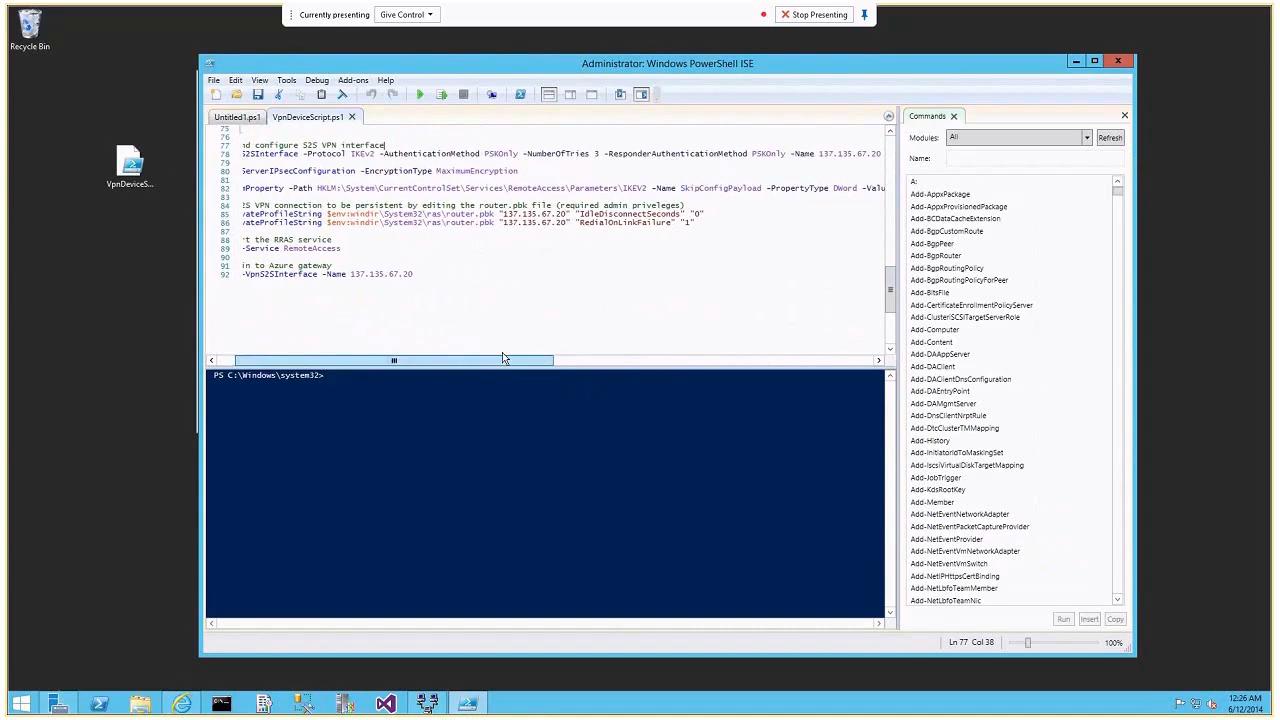 Currently presenting
Give Control
Stop Presenting
Recycle Bin
VpnDeviceS...
Administrator: Windows PowerShell ISE
File Edit View Tools Debug Add-ons Help
Untitled1.ps1 VpnDeviceScript.ps1
75
76
77 nd configure S2S VPN interface
78 S2SInterface -Protocol IKEv2 -AuthenticationMethod PSKOnly -NumberOfTries 3 -ResponderAuthenticationMethod PSKOnly -Name 137.135.67.20
79
80 ServerIPsecConfiguration -EncryptionType MaximumEncryption
81
82 mProperty -Path HKLM:\System\CurrentControlSet\Services\RemoteAccess\Parameters\IKEV2 -Name SkipConfigPayload -PropertyType DWord -Valu
83
84 2S VPN connection to be persistent by editing the router.pbk file (required admin priveleges)
85 vateProfileString $env:windir\System32\ras\router.pbk "137.135.67.20" "IdleDisconnectSeconds" "0"
86 vateProfileString $env:windir\System32\ras\router.pbk "137.135.67.20" "RedialOnLinkFailure" "1"
87
88 rt the RRAS service
89 -Service RemoteAccess
90
91 in to Azure gateway
92 -VpnS2SInterface -Name 137.135.67.20
PS C:\Windows\system32>
Commands
Modules: All Refresh
Name:
A:
Add-AppxPackage
Add-AppxProvisionedPackage
Add-BCDataCacheExtension
Add-BgpCustomRoute
Add-BgpPeer
Add-BgpRouter
Add-BgpRoutingPolicy
Add-BgpRoutingPolicyForPeer
Add-BitsFile
Add-CertificateEnrollmentPolicyServer
Add-ClusteriSCSITargetServerRole
Add-Computer
Add-Content
Add-DAAppServer
Add-DAClient
Add-DAClientDnsConfiguration
Add-DAEntryPoint
Add-DAMgmtServer
Add-DnsClientNrptRule
Add-DtcClusterTMMapping
Add-History
Add-InitiatorIdToMaskingSet
Add-IscsiVirtualDiskTargetMapping
Add-JobTrigger
Add-KdsRootKey
Add-Member
Add-NetEventNetworkAdapter
Add-NetEventPacketCaptureProvider
Add-NetEventProvider
Add-NetEventVmNetworkAdapter
Add-NetEventVmSwitch
Add-NetIPHttpsCertBinding
Add-NetLbfoTeamMember
Add-NetLbfoTeamNic
Run Insert Copy
Ln 77 Col 38 100%
12:26 AM
6/12/2014